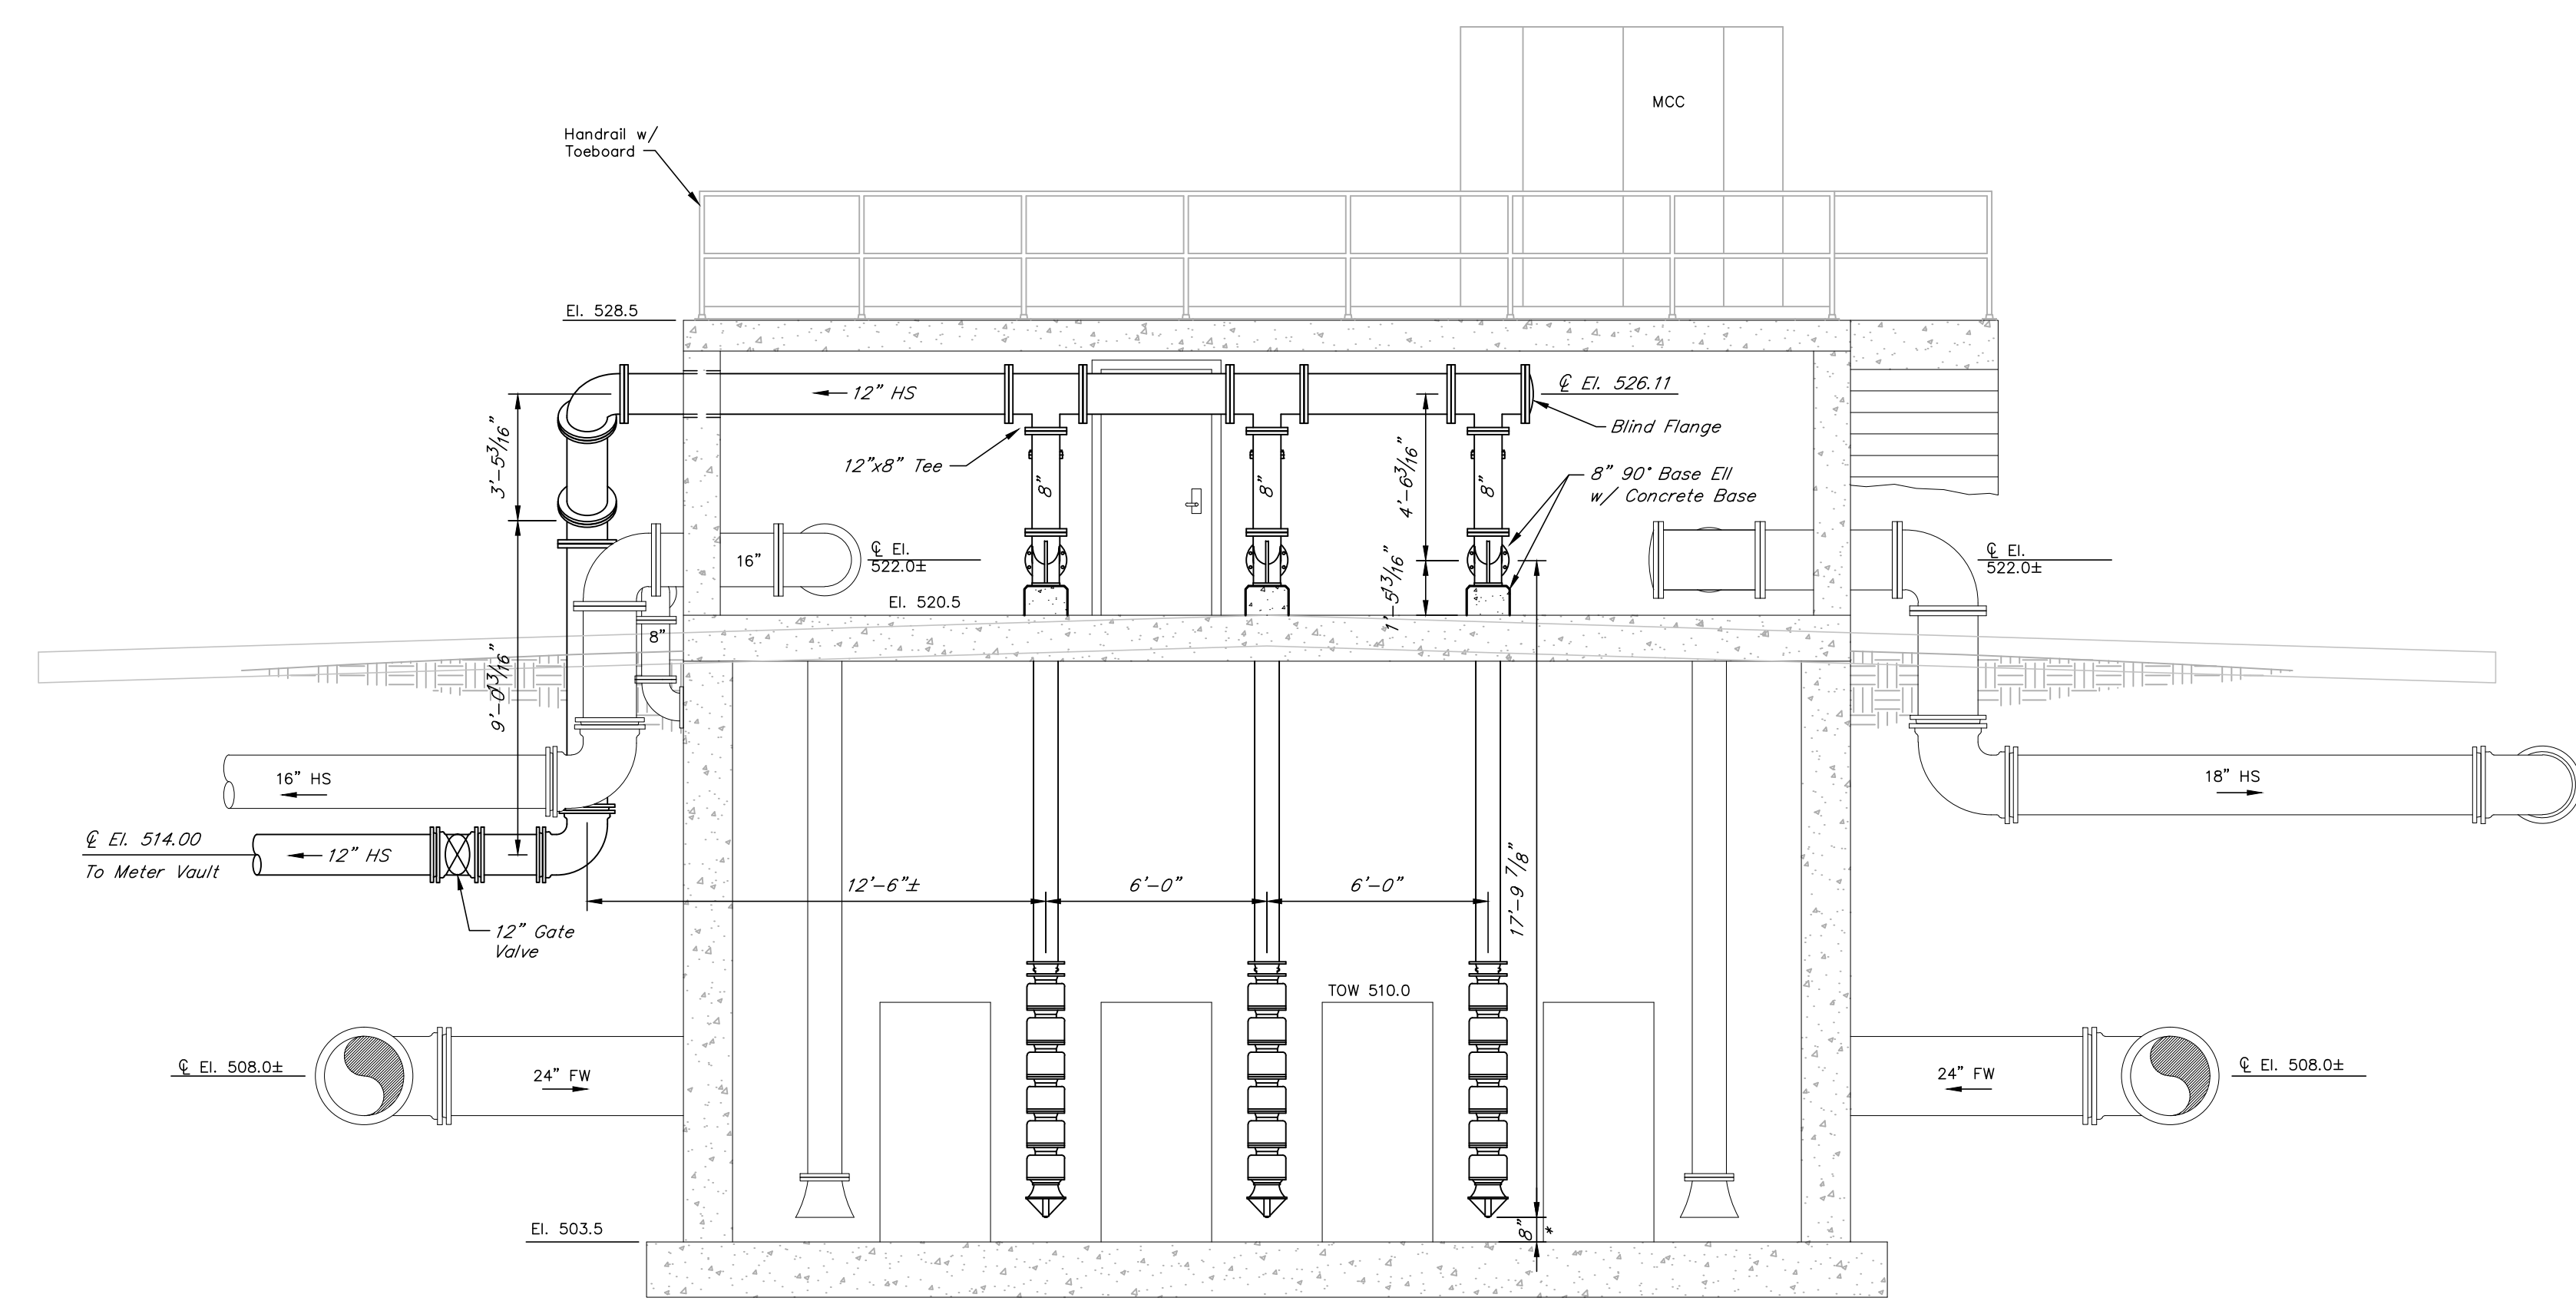 MCC
Handrail w/
Toeboard
El. 528.5
℄ El. 526.11
12" HS
Blind Flange
12"x8" Tee
8" 90° Base Ell
w/ Concrete Base
8"
8"
8"
3'-5 3/16"
4'-6 3/16"
16"
℄ El.
522.0±
℄ El.
522.0±
El. 520.5
1'-5 13/16"
8"
9'-0 13/16"
16" HS
18" HS
℄ El. 514.00
To Meter Vault
12" HS
12" Gate
Valve
12'-6"±
6'-0"
6'-0"
17'-9 7/8"
TOW 510.0
℄ El. 508.0±
24" FW
24" FW
℄ El. 508.0±
El. 503.5
8"
*